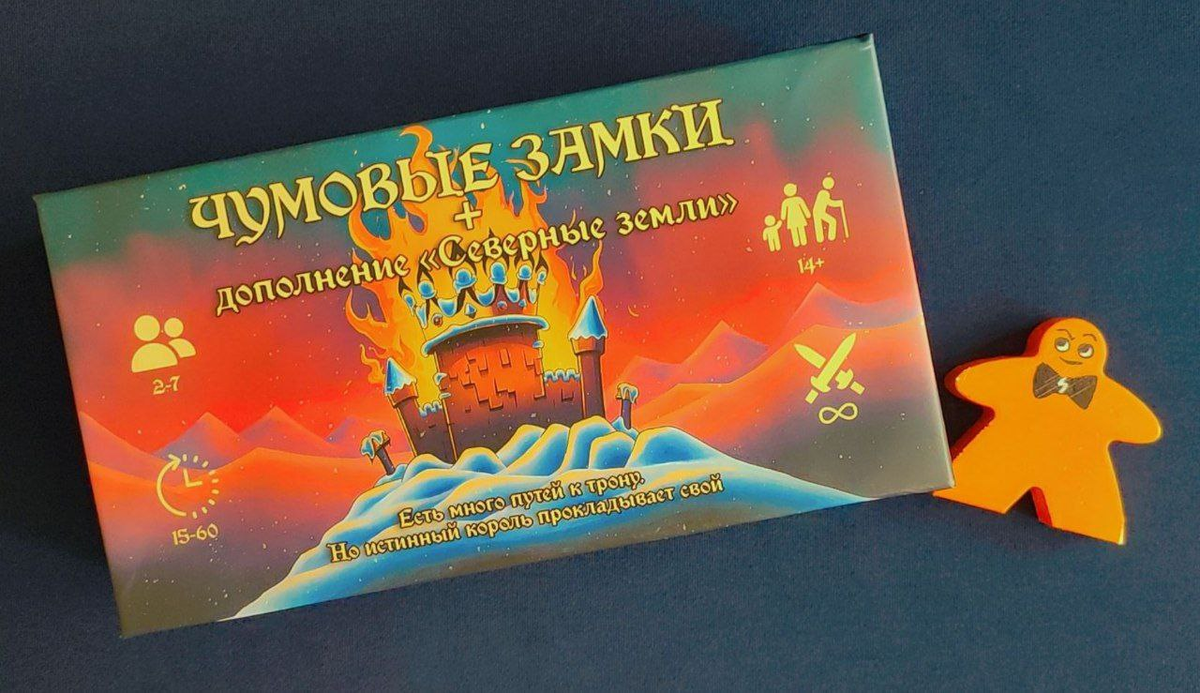 ЧУМОВЫЕ ЗАМКИ
+
дополнение «Северные земли»
14+
2-7
∞
15-60
Есть много путей к трону,
Но истинный король прокладывает свой